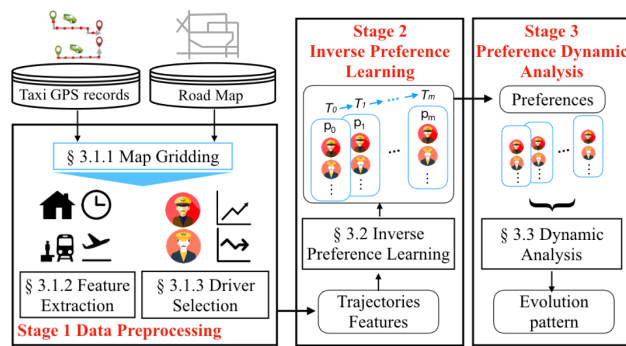 Taxi GPS records
Road Map
§ 3.1.1 Map Gridding
§ 3.1.2 Feature
Extraction
§ 3.1.3 Driver
Selection
Stage 1 Data Preprocessing
Stage 2
Inverse Preference
Learning
T0 T1 ... Tm
p0 p1 pm
...
§ 3.2 Inverse
Preference Learning
Trajectories
Features
Stage 3
Preference Dynamic
Analysis
Preferences
...
§ 3.3 Dynamic
Analysis
Evolution
pattern